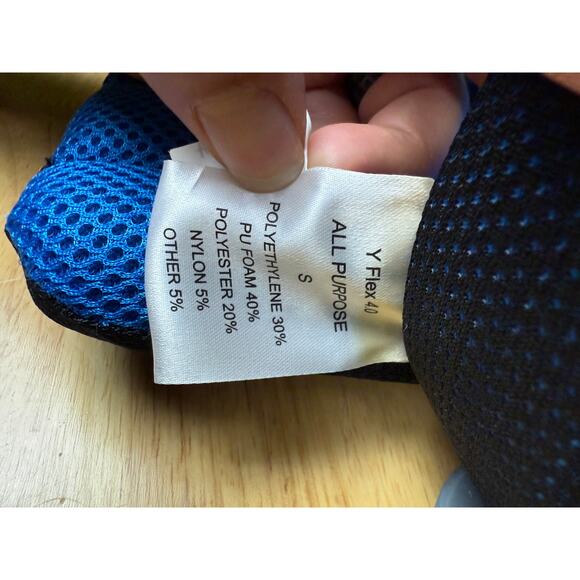 Y Flex 4.0
ALL PURPOSE
S
POLYETHYLENE 30%
PU FOAM 40%
POLYESTER 20%
NYLON 5%
OTHER 5%